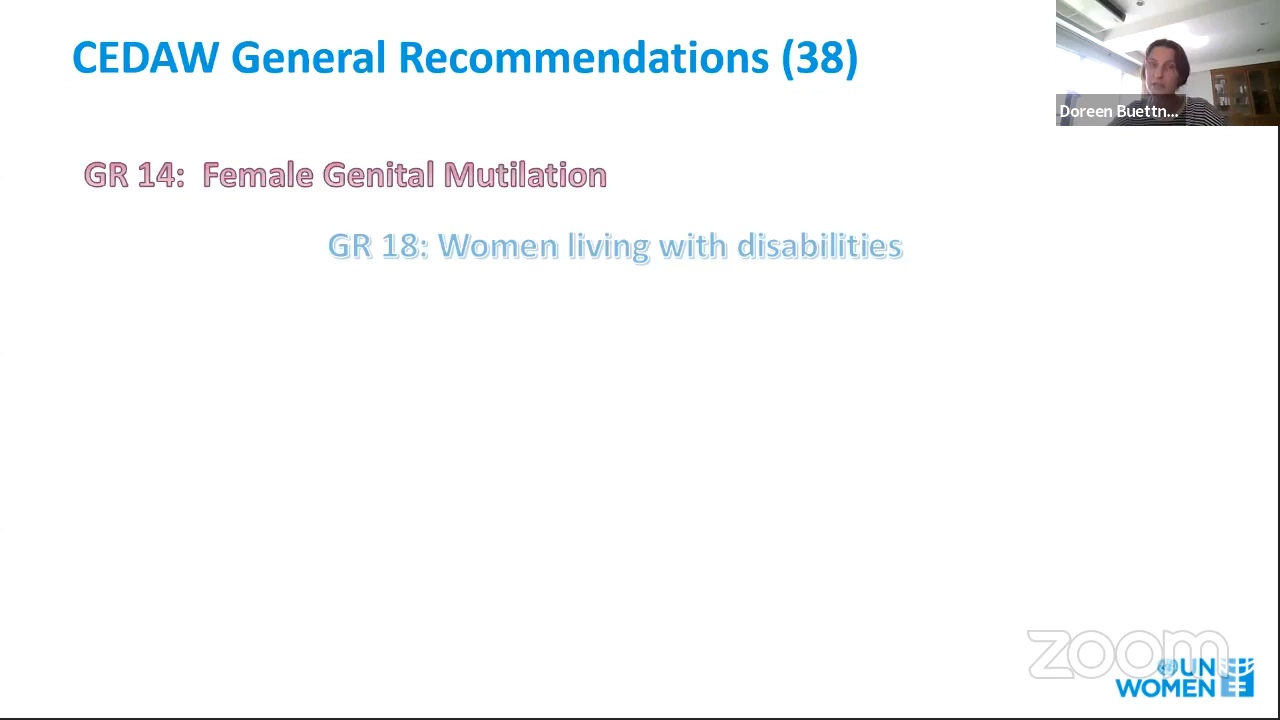 CEDAW General Recommendations (38)
Doreen Buettn...
GR 14: Female Genital Mutilation
GR 18: Women living with disabilities
zoom
UN
WOMEN